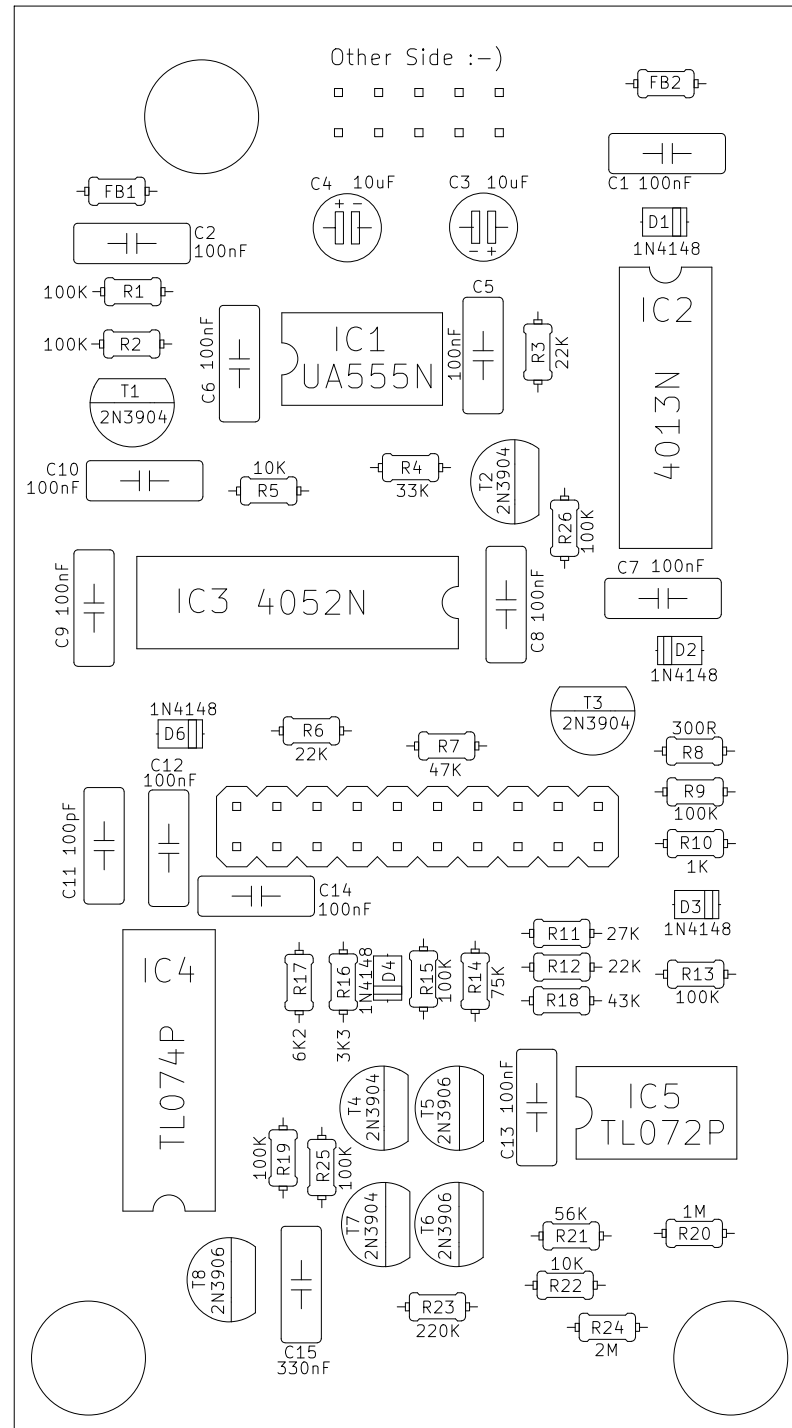 Other Side :-)
FB2
C1 100nF
FB1
C4 10uF
C3 10uF
+ -
- +
C2
100nF
D1
1N4148
100K R1
100K R2
C6 100nF
IC1
UA555N
C5
100nF
R3
22K
IC2
4013N
T1
2N3904
C10
100nF
10K
R5
R4
33K
T2
2N3904
R26
100K
C9 100nF
IC3 4052N
C8 100nF
C7 100nF
D2
1N4148
T3
2N3904
1N4148
D6
R6
22K
R7
47K
300R
R8
R9
100K
R10
1K
C12
100nF
C11 100pF
C14
100nF
D3
1N4148
IC4
TL074P
R17
6K2
R16
3K3
1N4148
D4
R15
100K
R14
75K
R11 27K
R12 22K
R18 43K
R13
100K
T4
2N3904
T5
2N3906
C13 100nF
IC5
TL072P
100K
R19
R25
100K
T7
2N3904
T6
2N3906
56K
R21
1M
R20
T8
2N3906
10K
R22
R23
220K
R24
2M
C15
330nF